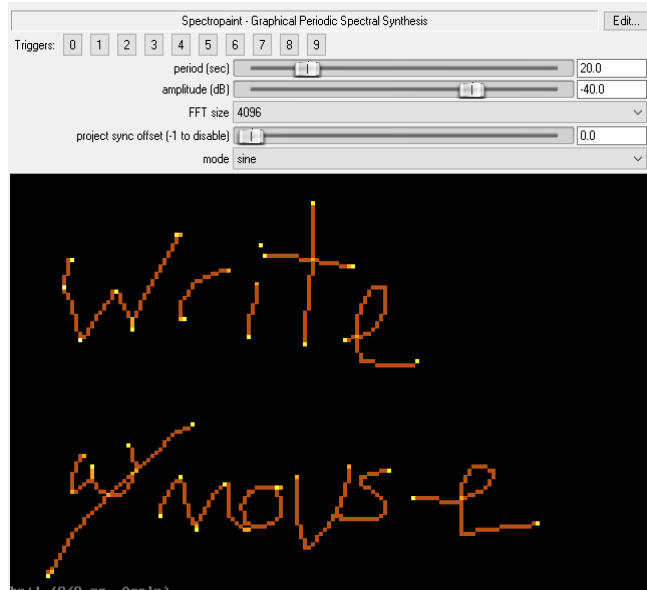 Spectropaint - Graphical Periodic Spectral Synthesis Edit...
Triggers: 0 1 2 3 4 5 6 7 8 9
period (sec) 20.0
amplitude (dB) -40.0
FFT size 4096
project sync offset (-1 to disable) 0.0
mode sine
Write
w/mouse